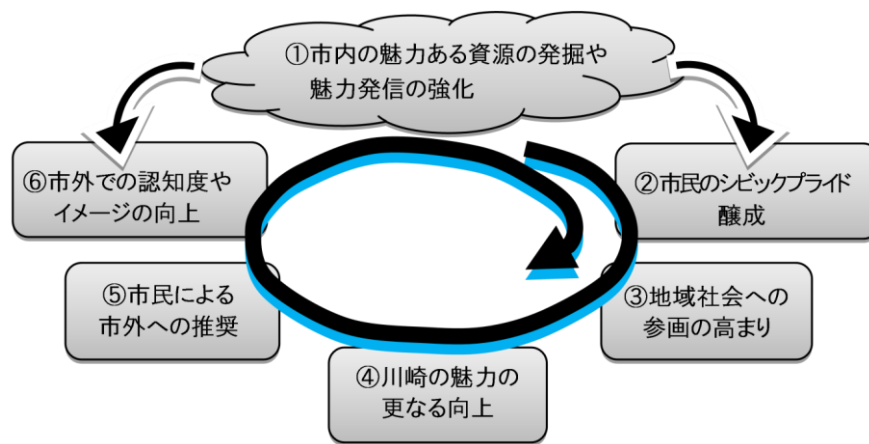 ①市内の魅力ある資源の発掘や
魅力発信の強化
②市民のシビックプライド
醸成
③地域社会への
参画の高まり
④川崎の魅力の
更なる向上
⑤市民による
市外への推奨
⑥市外での認知度や
イメージの向上